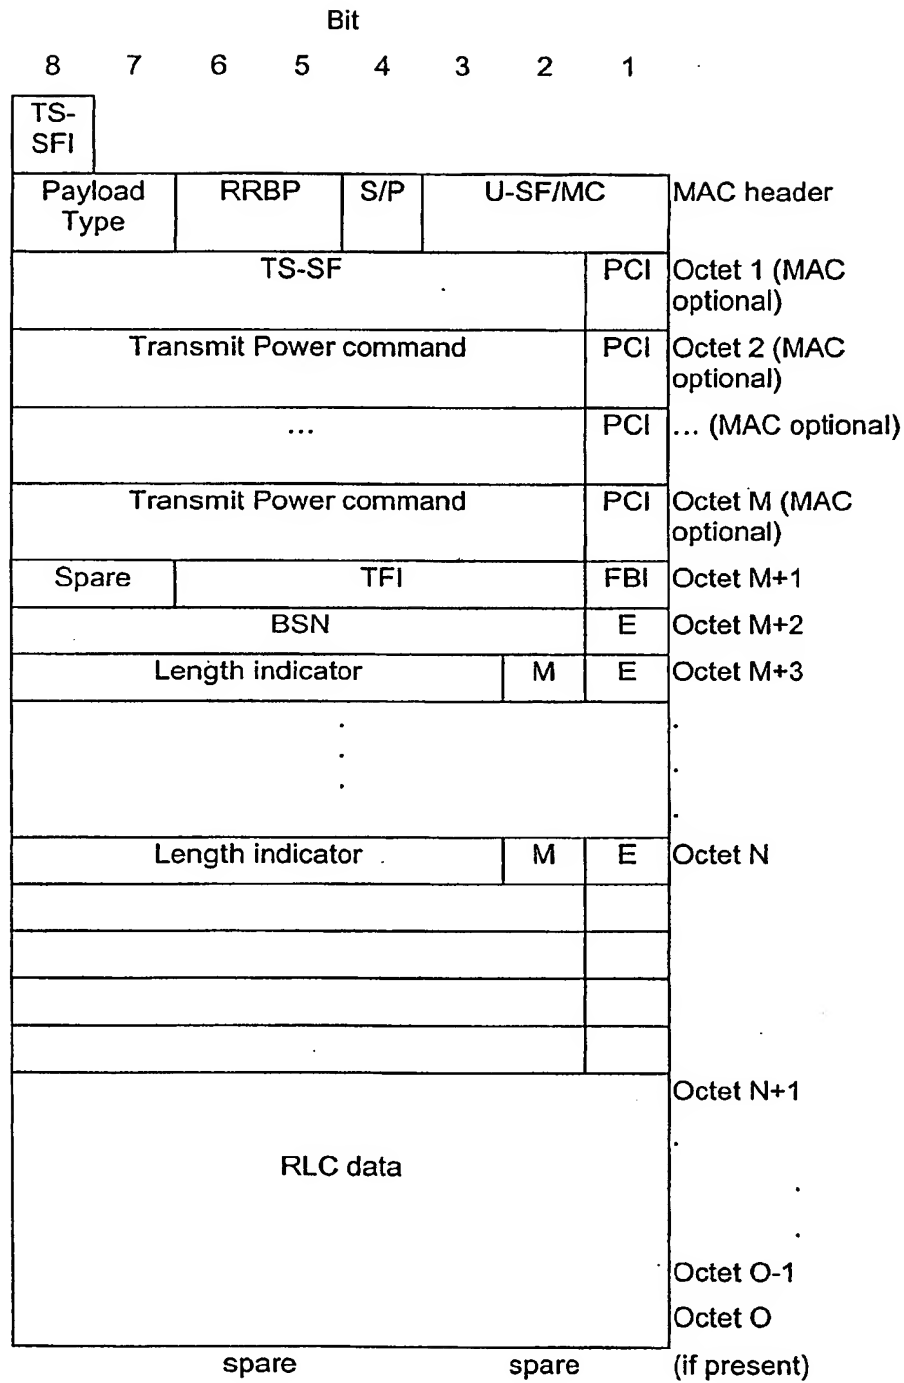 Bit
8 7 6 5 4 3 2 1
TS-
SFI
Payload
Type
RRBP
S/P
U-SF/MC
MAC header
TS-SF
PCI
Octet 1 (MAC
optional)
Transmit Power command
PCI
Octet 2 (MAC
optional)
...
PCI
... (MAC optional)
Transmit Power command
PCI
Octet M (MAC
optional)
Spare
TFI
FBI
Octet M+1
BSN
E
Octet M+2
Length indicator
M
E
Octet M+3
Length indicator
M
E
Octet N
Octet N+1
RLC data
Octet O-1
Octet O
spare
spare
(if present)